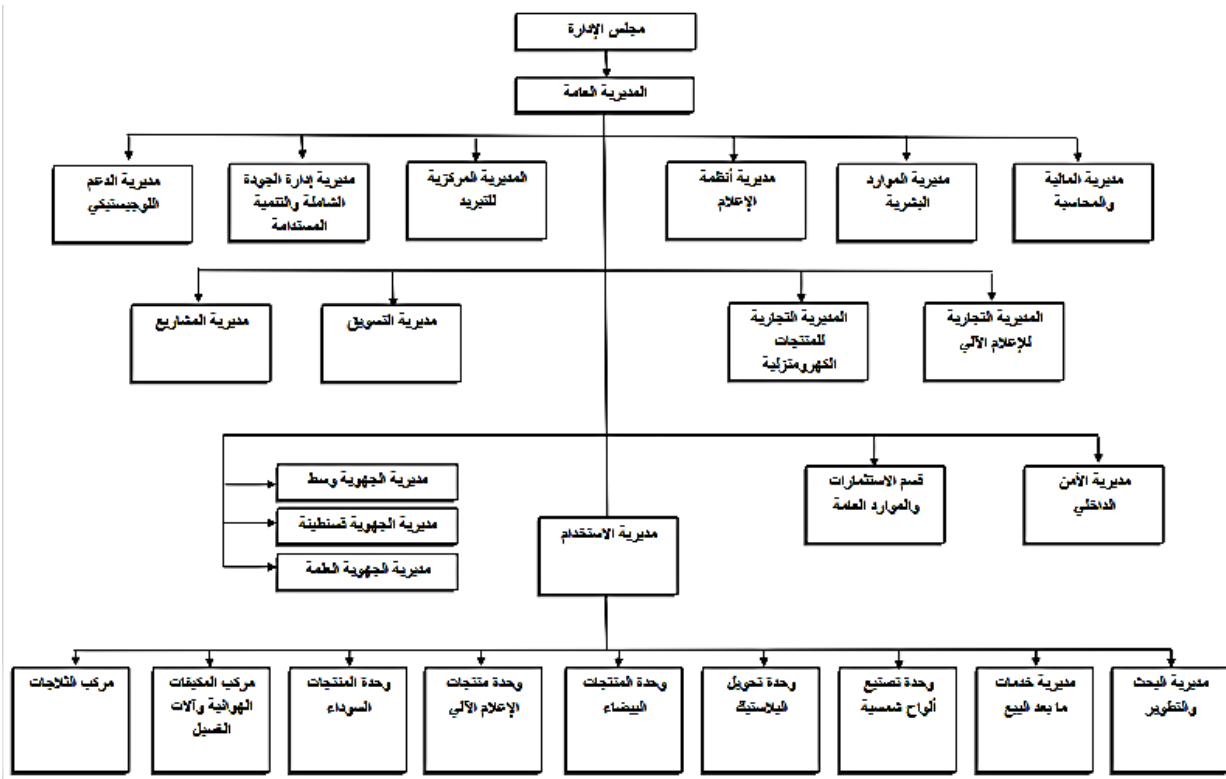 مجلس الإدارة
المديرية العامة
مديرية المالية
والمحاسبة
مديرية الموارد
البشرية
مديرية أنظمة
الإعلام
المديرية المركزية
للتبريد
مديرية إدارة الجودة
الشاملة والتنمية
المستدامة
مديرية الدعم
اللوجيستيكي
المديرية التجارية
للإعلام الآلي
المديرية التجارية
للمنتجات
الكهرومنزلية
مديرية التسويق
مديرية المشاريع
مديرية الأمن
الداخلي
قسم الاستثمارات
والموارد العامة
مديرية الاستخدام
مديرية الجهوية وسط
مديرية الجهوية قسنطينة
مديرية الجهوية العلمة
مديرية البحث
والتطوير
مديرية خدمات
ما بعد البيع
وحدة تصنيع
ألواح شمسية
وحدة تحويل
البلاستيك
وحدة المنتجات
البيضاء
وحدة منتجات
الإعلام الآلي
وحدة المنتجات
السوداء
مركب المكيفات
الهوائية وآلات
الغسيل
مركب الثلاجات